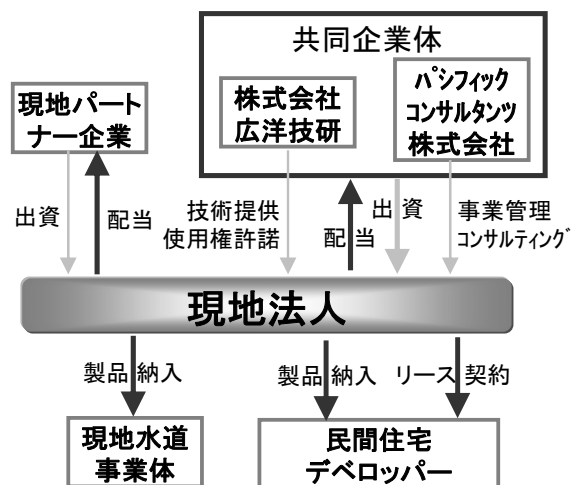 共同企業体
現地パート
ナー企業
株式会社
広洋技研
ﾊﾟｼフィック
コンサルタンツ
株式会社
出資
配当
技術提供
使用権許諾
配当
出資
事業管理
コンサルティング
現地法人
製品納入
製品納入
リース契約
現地水道
事業体
民間住宅
デベロッパー